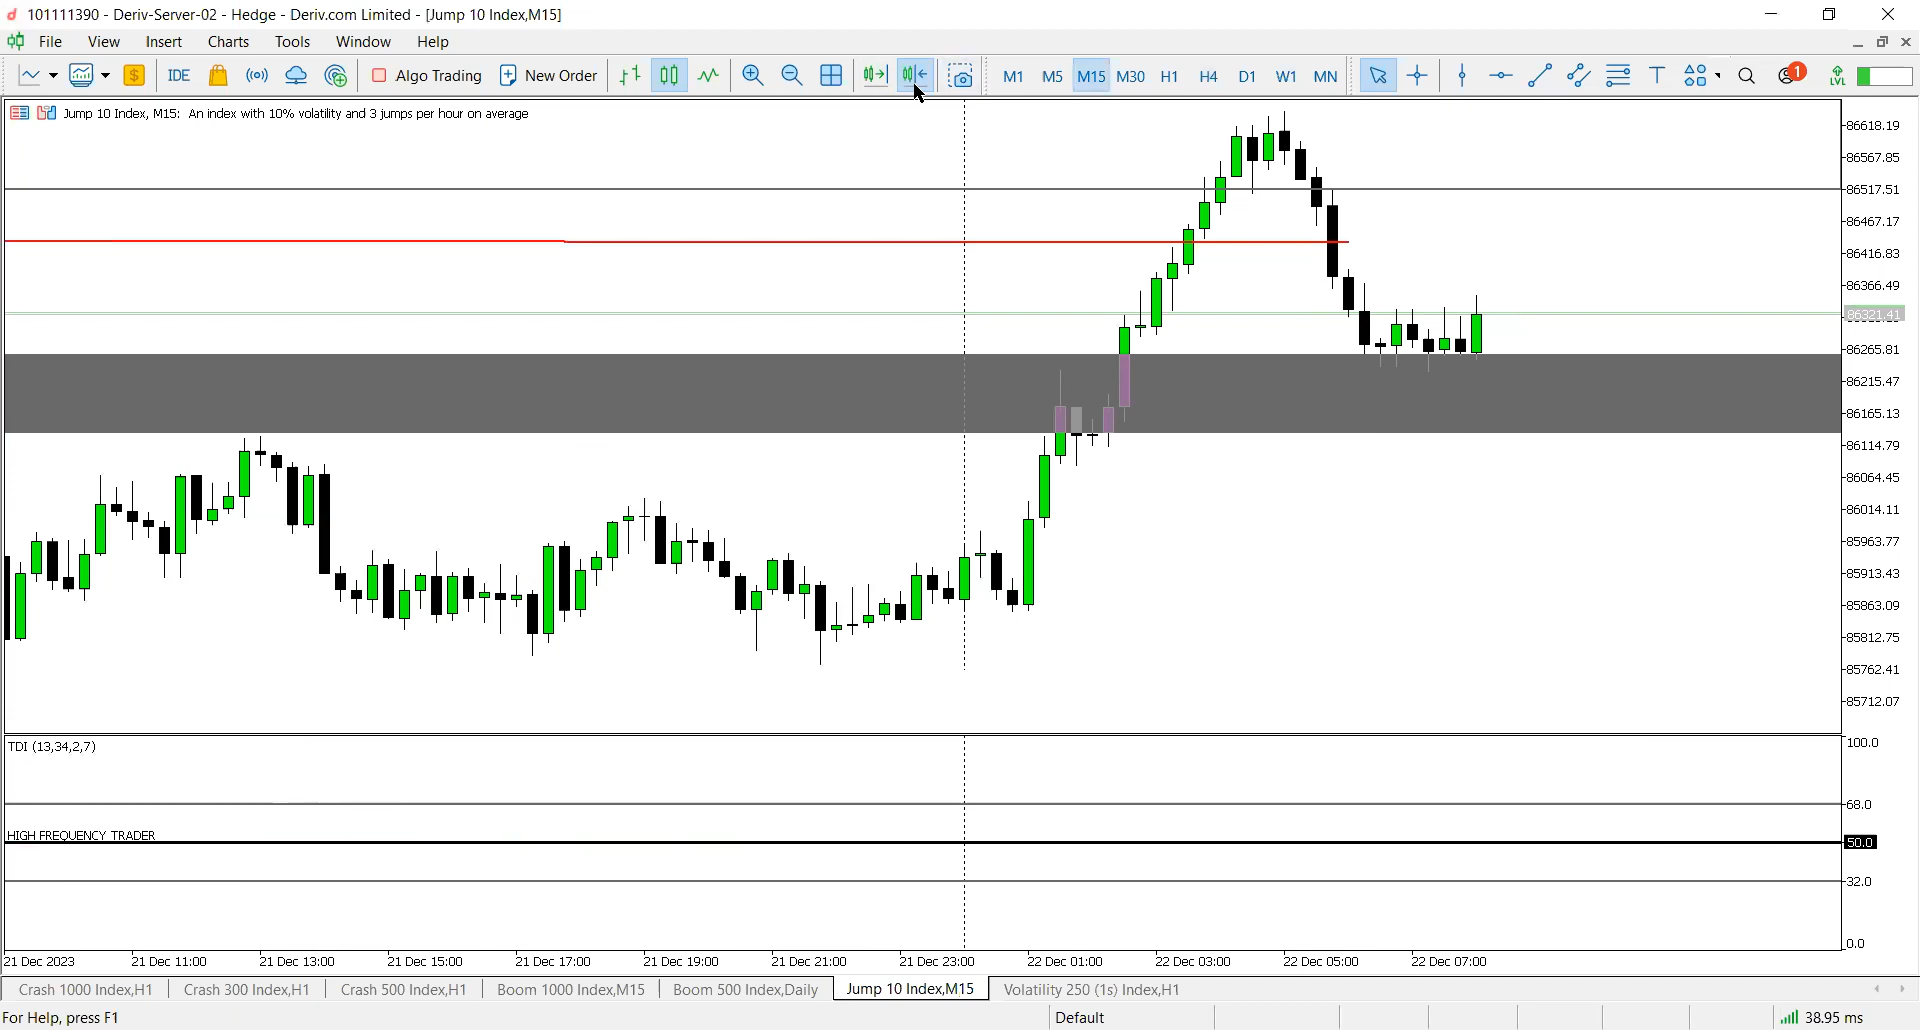 101111390 - Deriv-Server-02 - Hedge - Deriv.com Limited - [Jump 10 Index,M15]
File View Insert Charts Tools Window Help
IDE Algo Trading New Order M1 M5 M15 M30 H1 H4 D1 W1 MN T 1 LVL
Jump 10 Index, M15: An index with 10% volatility and 3 jumps per hour on average
86618.19
86567.85
86517.51
86467.17
86416.83
86366.49
86321.41
86265.81
86215.47
86165.13
86114.79
86064.45
86014.11
85963.77
85913.43
85863.09
85812.75
85762.41
85712.07
TDI (13,34,2,7)
100.0
68.0
HIGH FREQUENCY TRADER
50.0
32.0
0.0
21 Dec 2023 21 Dec 11:00 21 Dec 13:00 21 Dec 15:00 21 Dec 17:00 21 Dec 19:00 21 Dec 21:00 21 Dec 23:00 22 Dec 01:00 22 Dec 03:00 22 Dec 05:00 22 Dec 07:00
Crash 1000 Index,H1 Crash 300 Index,H1 Crash 500 Index,H1 Boom 1000 Index,M15 Boom 500 Index,Daily Jump 10 Index,M15 Volatility 250 (1s) Index,H1
For Help, press F1 Default 38.95 ms